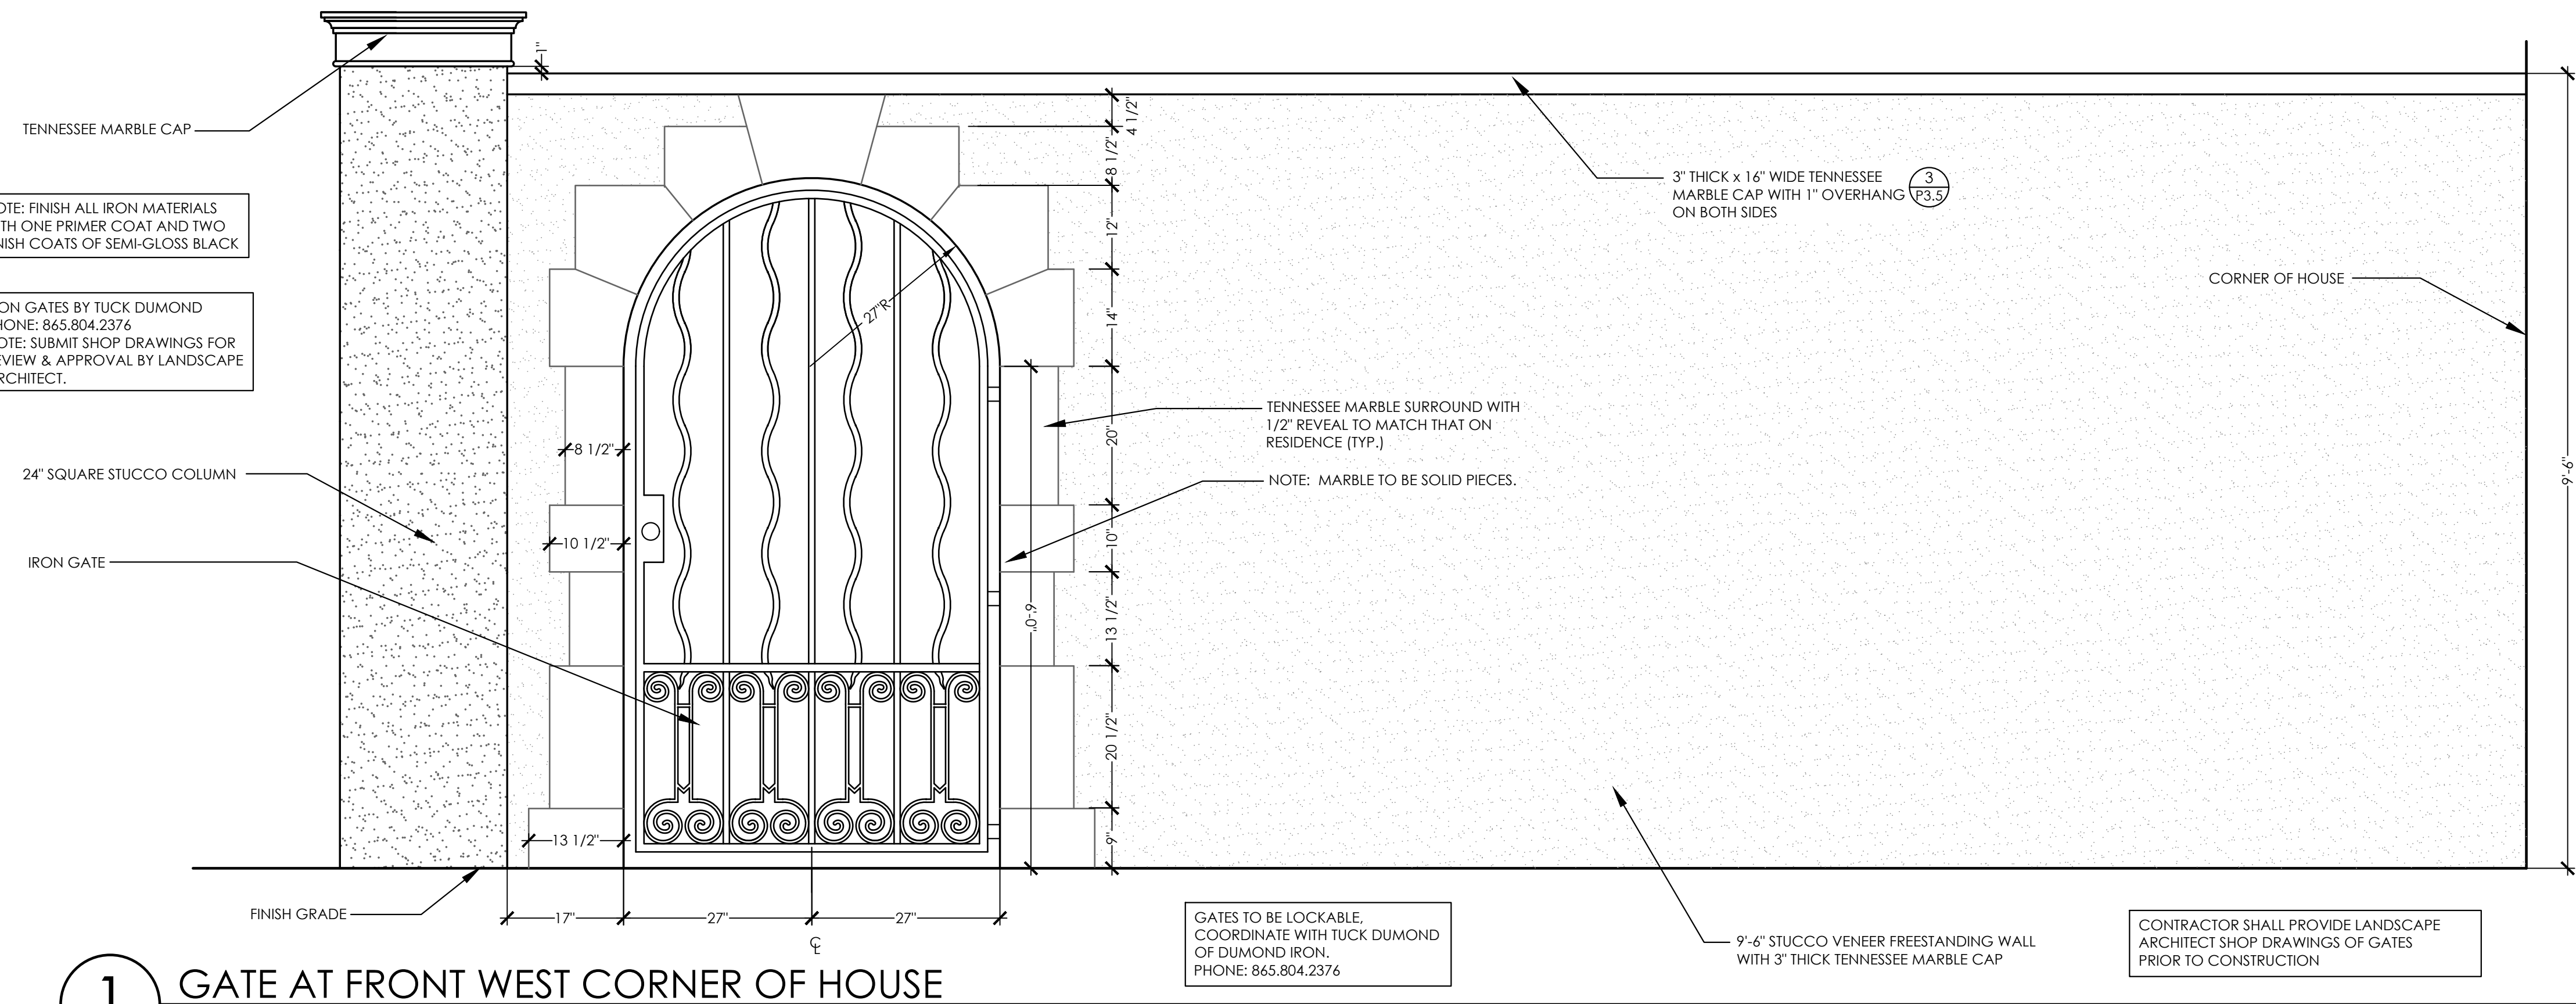 1"
TENNESSEE MARBLE CAP
4 1/2"
8 1/2"
3" THICK x 16" WIDE TENNESSEE
MARBLE CAP WITH 1" OVERHANG
ON BOTH SIDES
3
P3.5
OTE: FINISH ALL IRON MATERIALS
TH ONE PRIMER COAT AND TWO
NISH COATS OF SEMI-GLOSS BLACK
12"
CORNER OF HOUSE
ON GATES BY TUCK DUMOND
HONE: 865.804.2376
OTE: SUBMIT SHOP DRAWINGS FOR
EVIEW & APPROVAL BY LANDSCAPE
RCHITECT.
27"R
14"
TENNESSEE MARBLE SURROUND WITH
1/2" REVEAL TO MATCH THAT ON
RESIDENCE (TYP.)
20"
8 1/2"
24" SQUARE STUCCO COLUMN
NOTE:  MARBLE TO BE SOLID PIECES.
9'-6"
10 1/2"
10"
IRON GATE
6'-0"
13 1/2"
20 1/2"
13 1/2"
9"
FINISH GRADE
17"
27"
27"
CL
GATES TO BE LOCKABLE,
COORDINATE WITH TUCK DUMOND
OF DUMOND IRON.
PHONE: 865.804.2376
9'-6" STUCCO VENEER FREESTANDING WALL
WITH 3" THICK TENNESSEE MARBLE CAP
CONTRACTOR SHALL PROVIDE LANDSCAPE
ARCHITECT SHOP DRAWINGS OF GATES
PRIOR TO CONSTRUCTION
1
GATE AT FRONT WEST CORNER OF HOUSE